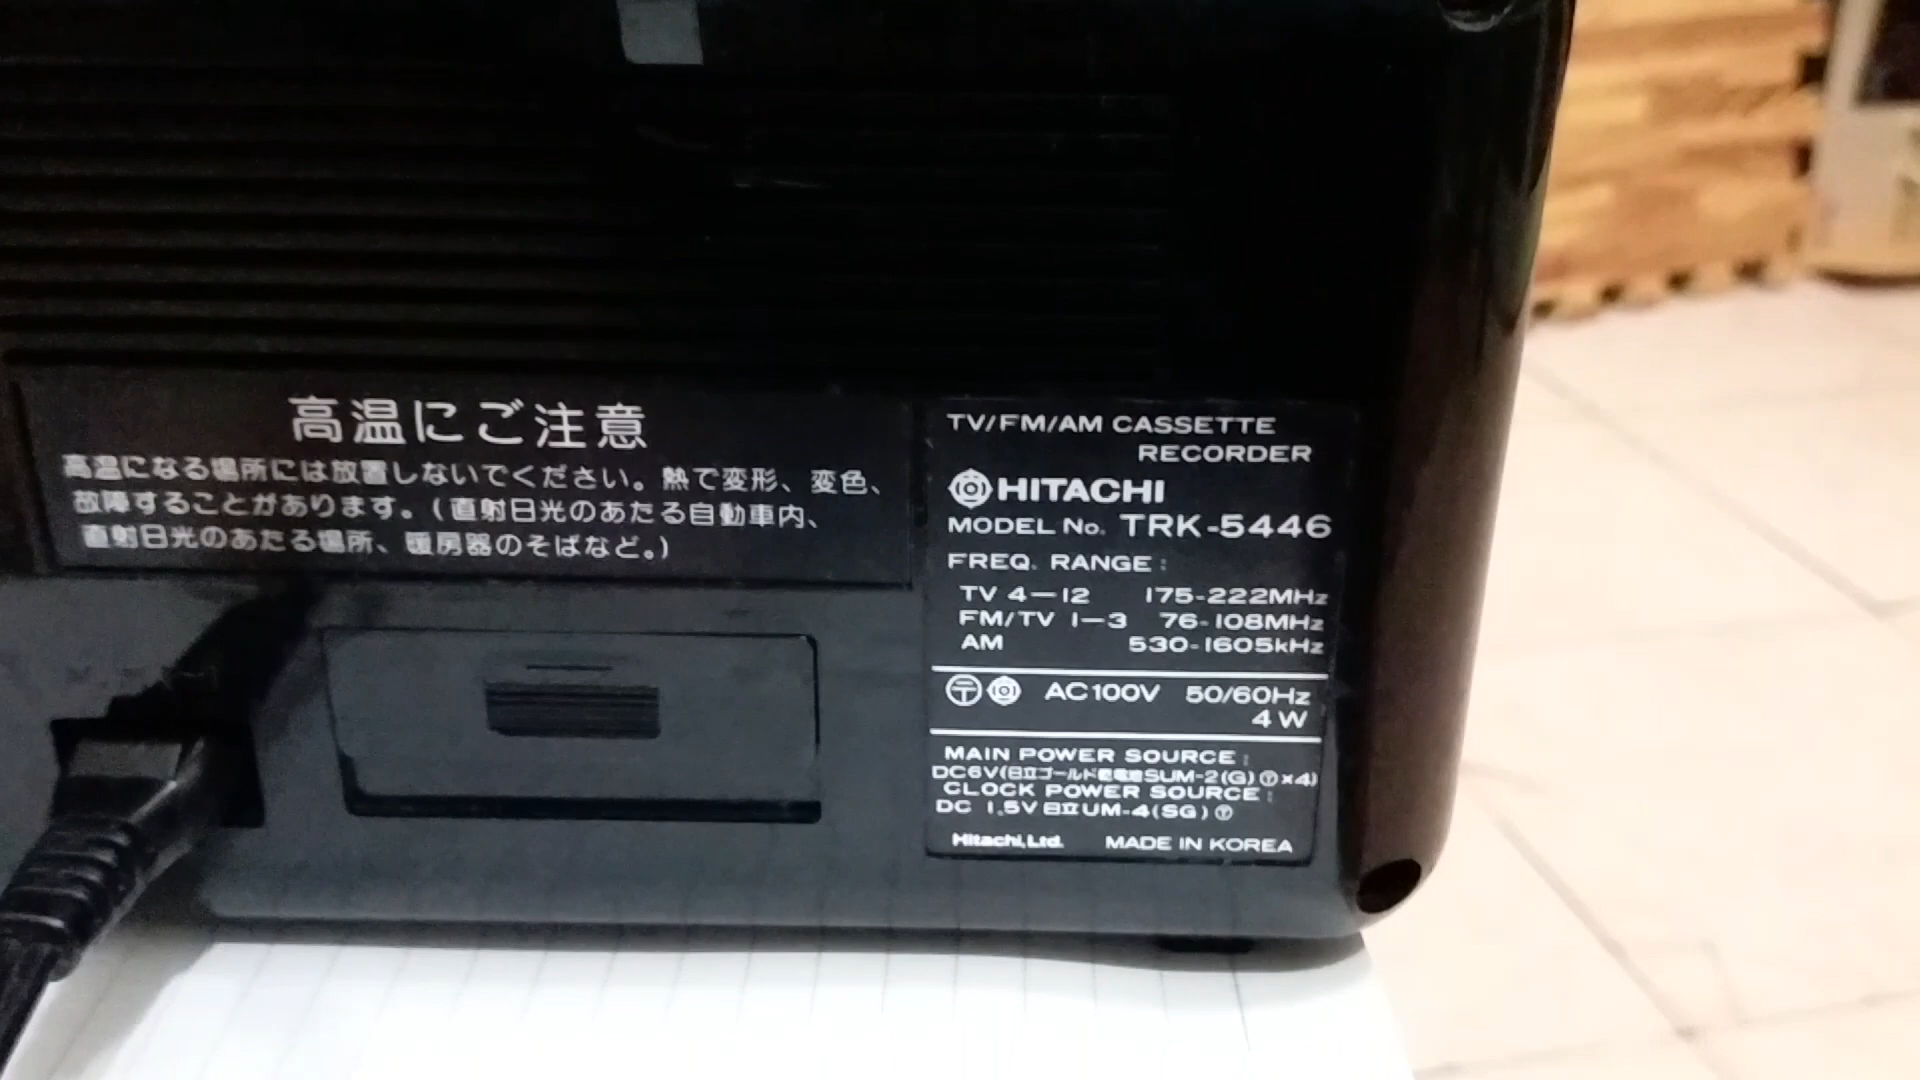 高温にご注意
高温になる場所には放置しないでください。熱で変形、変色、
故障することがあります。(直射日光のあたる自動車内、
直射日光のあたる場所、暖房器のそばなど。)
TV/FM/AM CASSETTE
RECORDER
HITACHI
MODEL No. TRK-5446
FREQ. RANGE:
TV 4–12 175-222MHz
FM/TV 1–3 76-108MHz
AM 530-1605kHz
〒 AC100V 50/60Hz
4W
MAIN POWER SOURCE:
DC6V(日立ゴールド乾電池SUM-2(G)Ⓣ×4)
CLOCK POWER SOURCE:
DC 1.5V 日立UM-4(SG)Ⓣ
Hitachi, Ltd. MADE IN KOREA